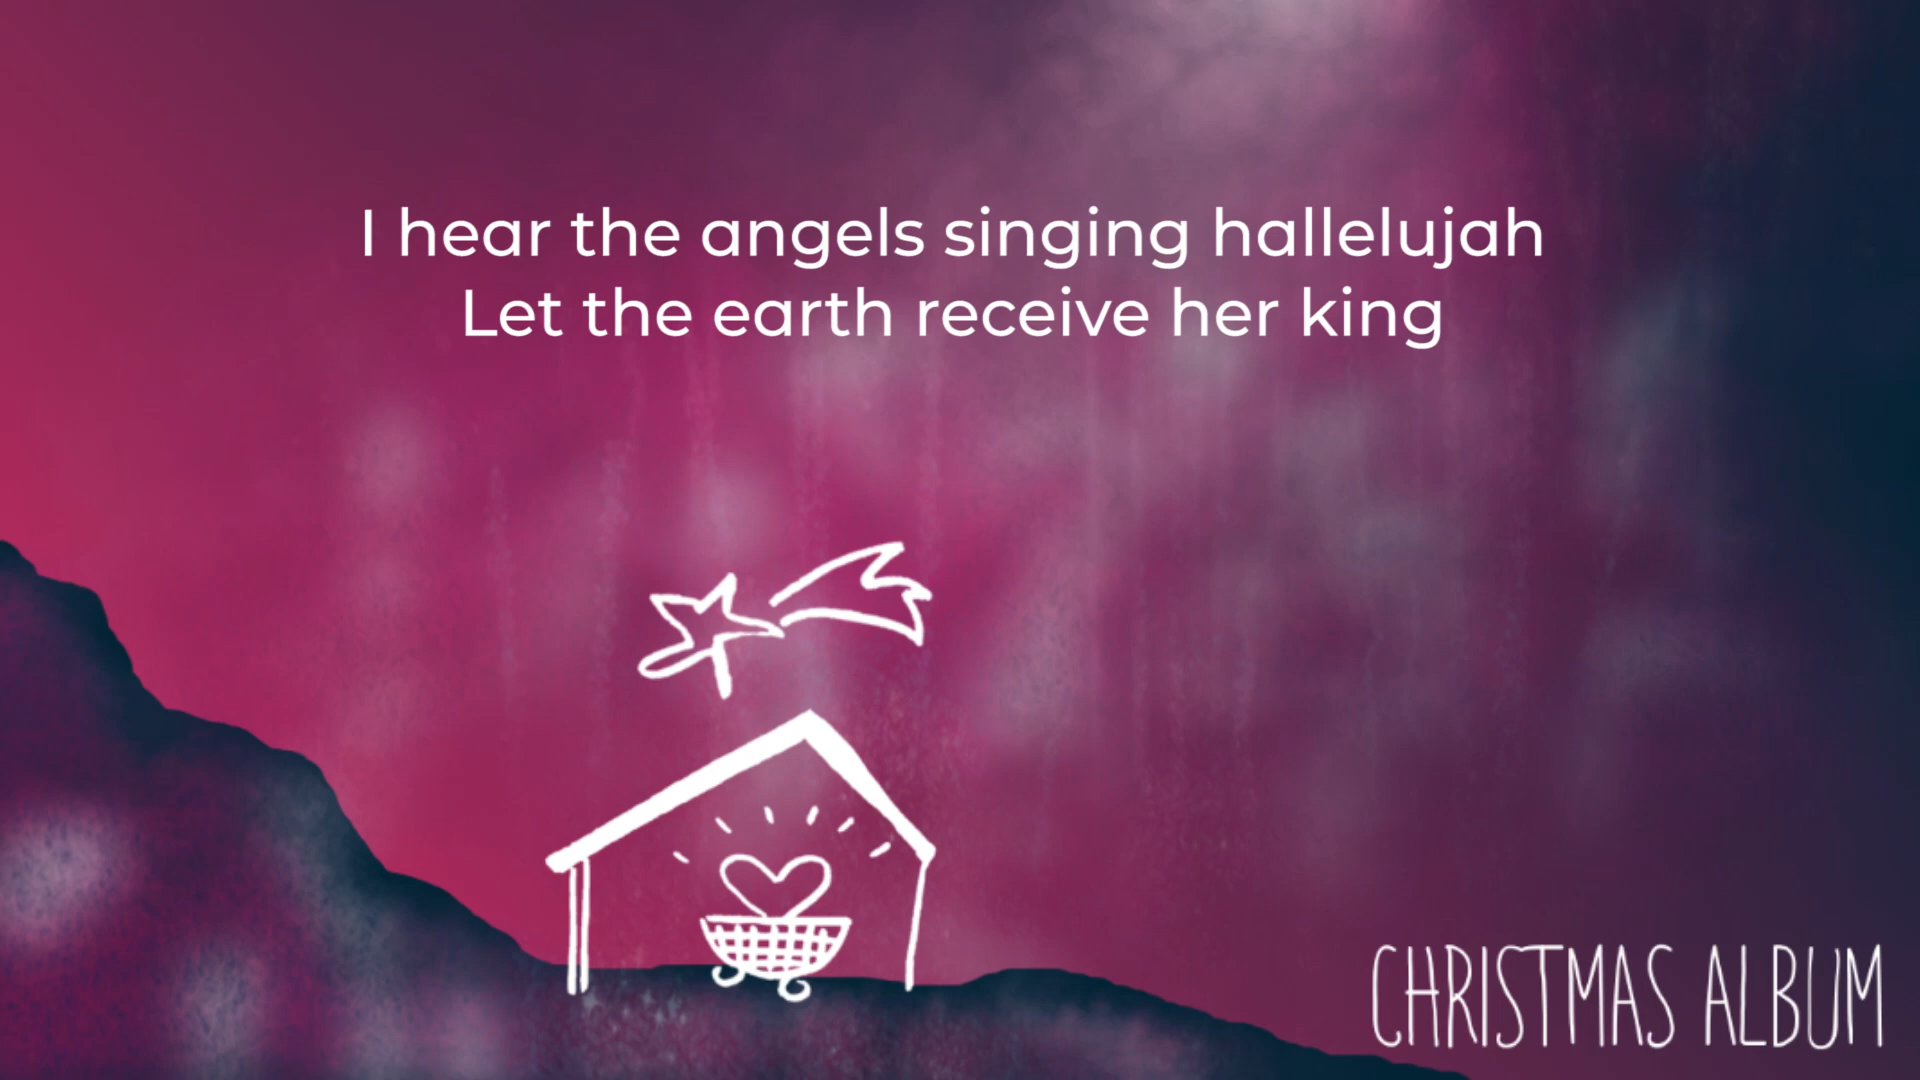 I hear the angels singing hallelujah
Let the earth receive her king
CHRISTMAS ALBUM